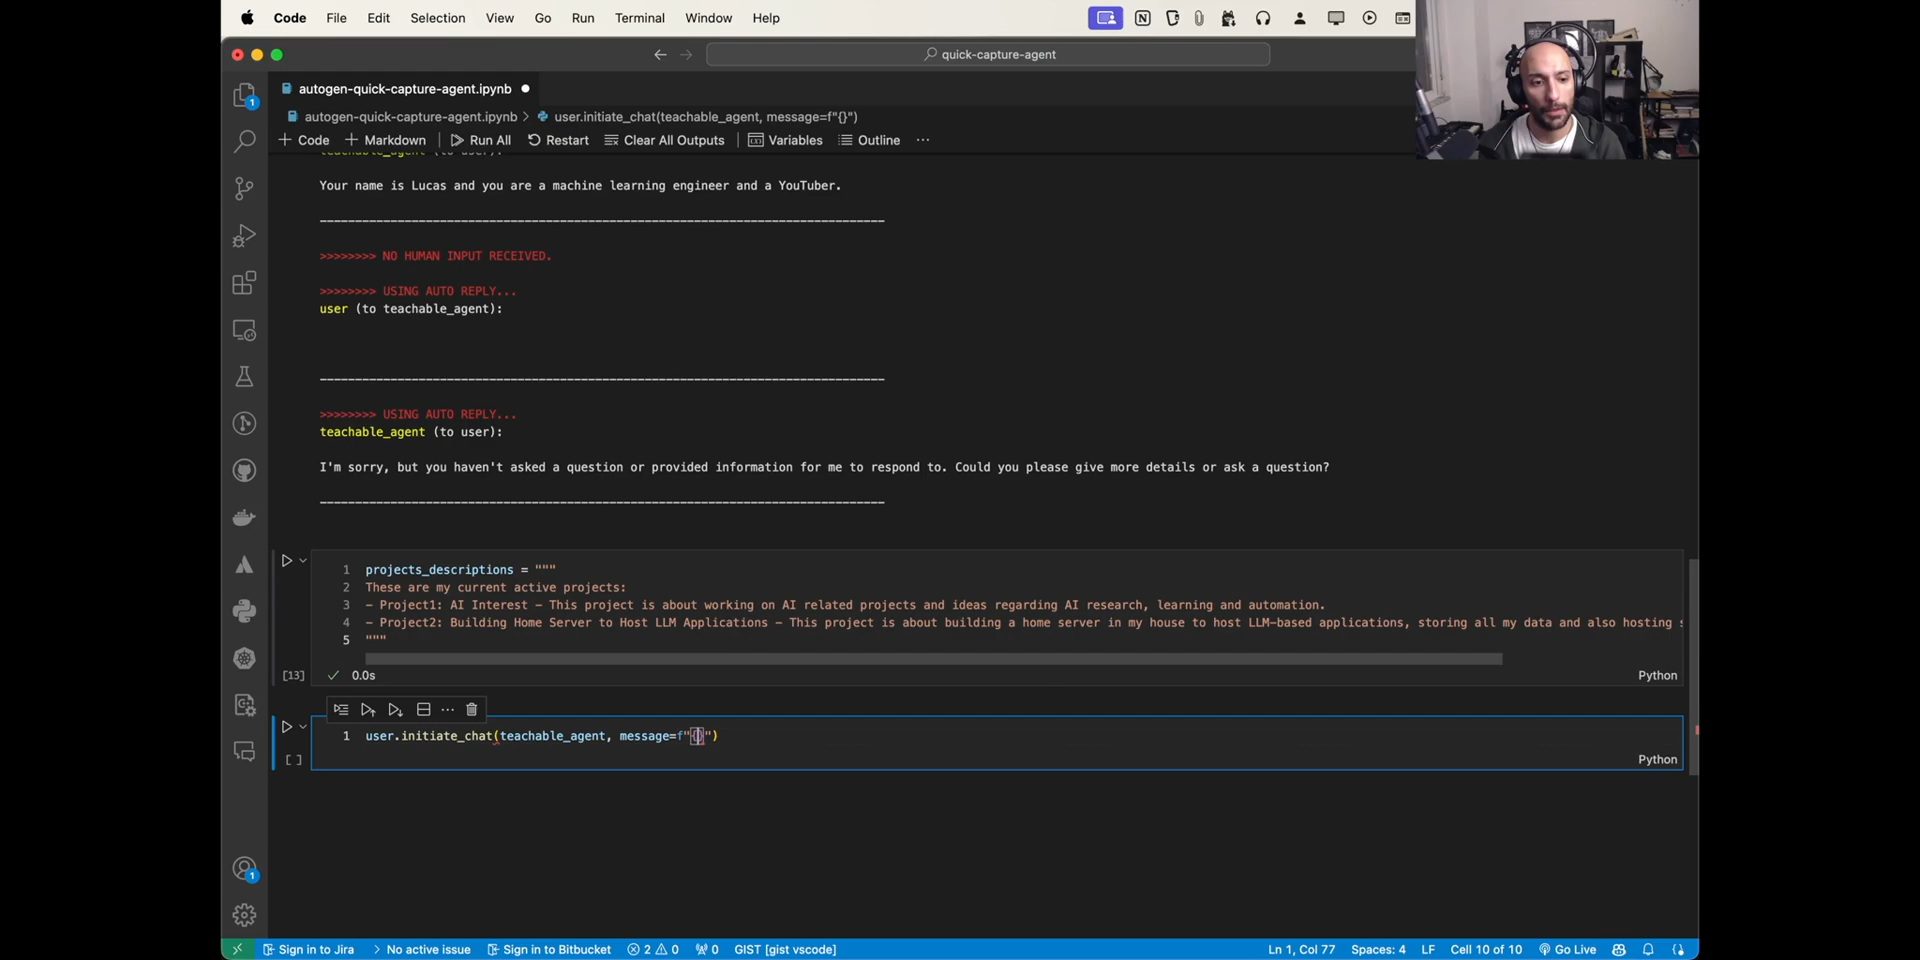 Code File Edit Selection View Go Run Terminal Window Help
quick-capture-agent
autogen-quick-capture-agent.ipynb
autogen-quick-capture-agent.ipynb > user.initiate_chat(teachable_agent, message=f"{}")
+ Code + Markdown Run All Restart Clear All Outputs Variables Outline ...
teachable_agent (to user):
Your name is Lucas and you are a machine learning engineer and a YouTuber.
--------------------------------------------------------------------------------
>>>>>>>> NO HUMAN INPUT RECEIVED.
>>>>>>>> USING AUTO REPLY...
user (to teachable_agent):
--------------------------------------------------------------------------------
>>>>>>>> USING AUTO REPLY...
teachable_agent (to user):
I'm sorry, but you haven't asked a question or provided information for me to respond to. Could you please give more details or ask a question?
--------------------------------------------------------------------------------
1 projects_descriptions = """
2 These are my current active projects:
3 - Project1: AI Interest - This project is about working on AI related projects and ideas regarding AI research, learning and automation.
4 - Project2: Building Home Server to Host LLM Applications - This project is about building a home server in my house to host LLM-based applications, storing all my data and also hosting
5 """
[13] 0.0s Python
1 user.initiate_chat(teachable_agent, message=f"{}")
[ ] Python
Sign in to Jira > No active issue Sign in to Bitbucket 2 0 0 GIST [gist vscode] Ln 1, Col 77 Spaces: 4 LF Cell 10 of 10 Go Live